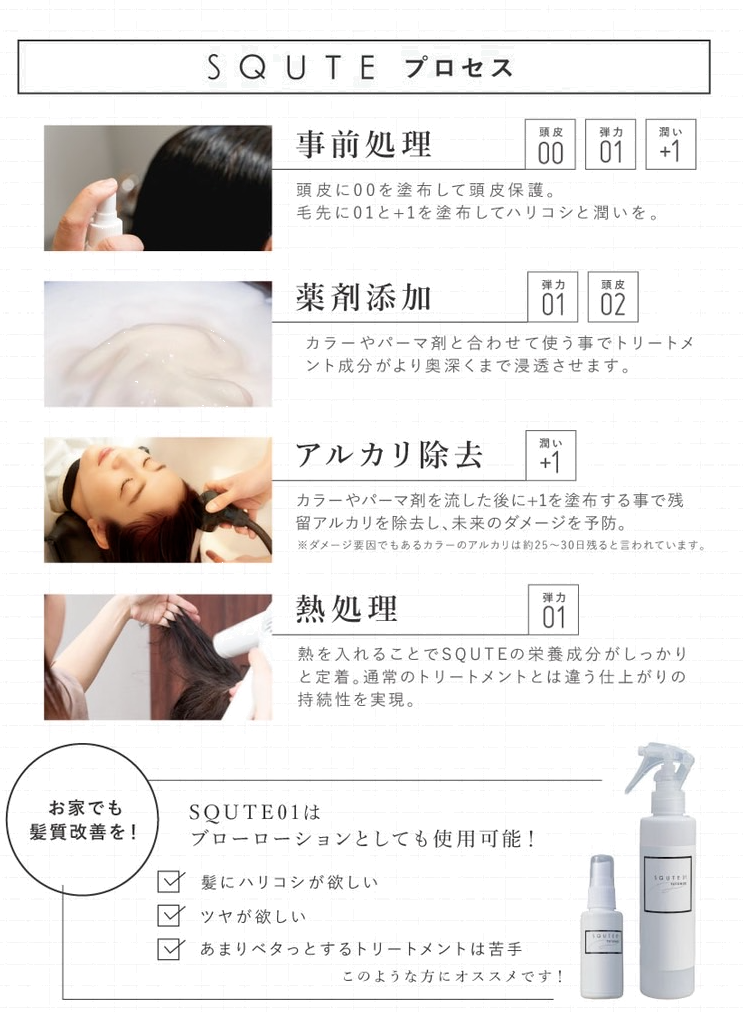 SQUTE プロセス
事前処理
頭皮 00
弾力 01
潤い +1
頭皮に00を塗布して頭皮保護。
毛先に01と+1を塗布してハリコシと潤いを。
薬剤添加
弾力 01
頭皮 02
カラーやパーマ剤と合わせて使う事でトリートメ
ント成分がより奥深くまで浸透させます。
アルカリ除去
潤い +1
カラーやパーマ剤を流した後に+1を塗布する事で残
留アルカリを除去し、未来のダメージを予防。
※ダメージ要因でもあるカラーのアルカリは約25～30日残ると言われています。
熱処理
弾力 01
熱を入れることでSQUTEの栄養成分がしっかり
と定着。通常のトリートメントとは違う仕上がりの
持続性を実現。
お家でも
髪質改善を！
SQUTE01は
ブローローションとしても使用可能！
髪にハリコシが欲しい
ツヤが欲しい
あまりベタっとするトリートメントは苦手
このような方にオススメです！
SQUTE01